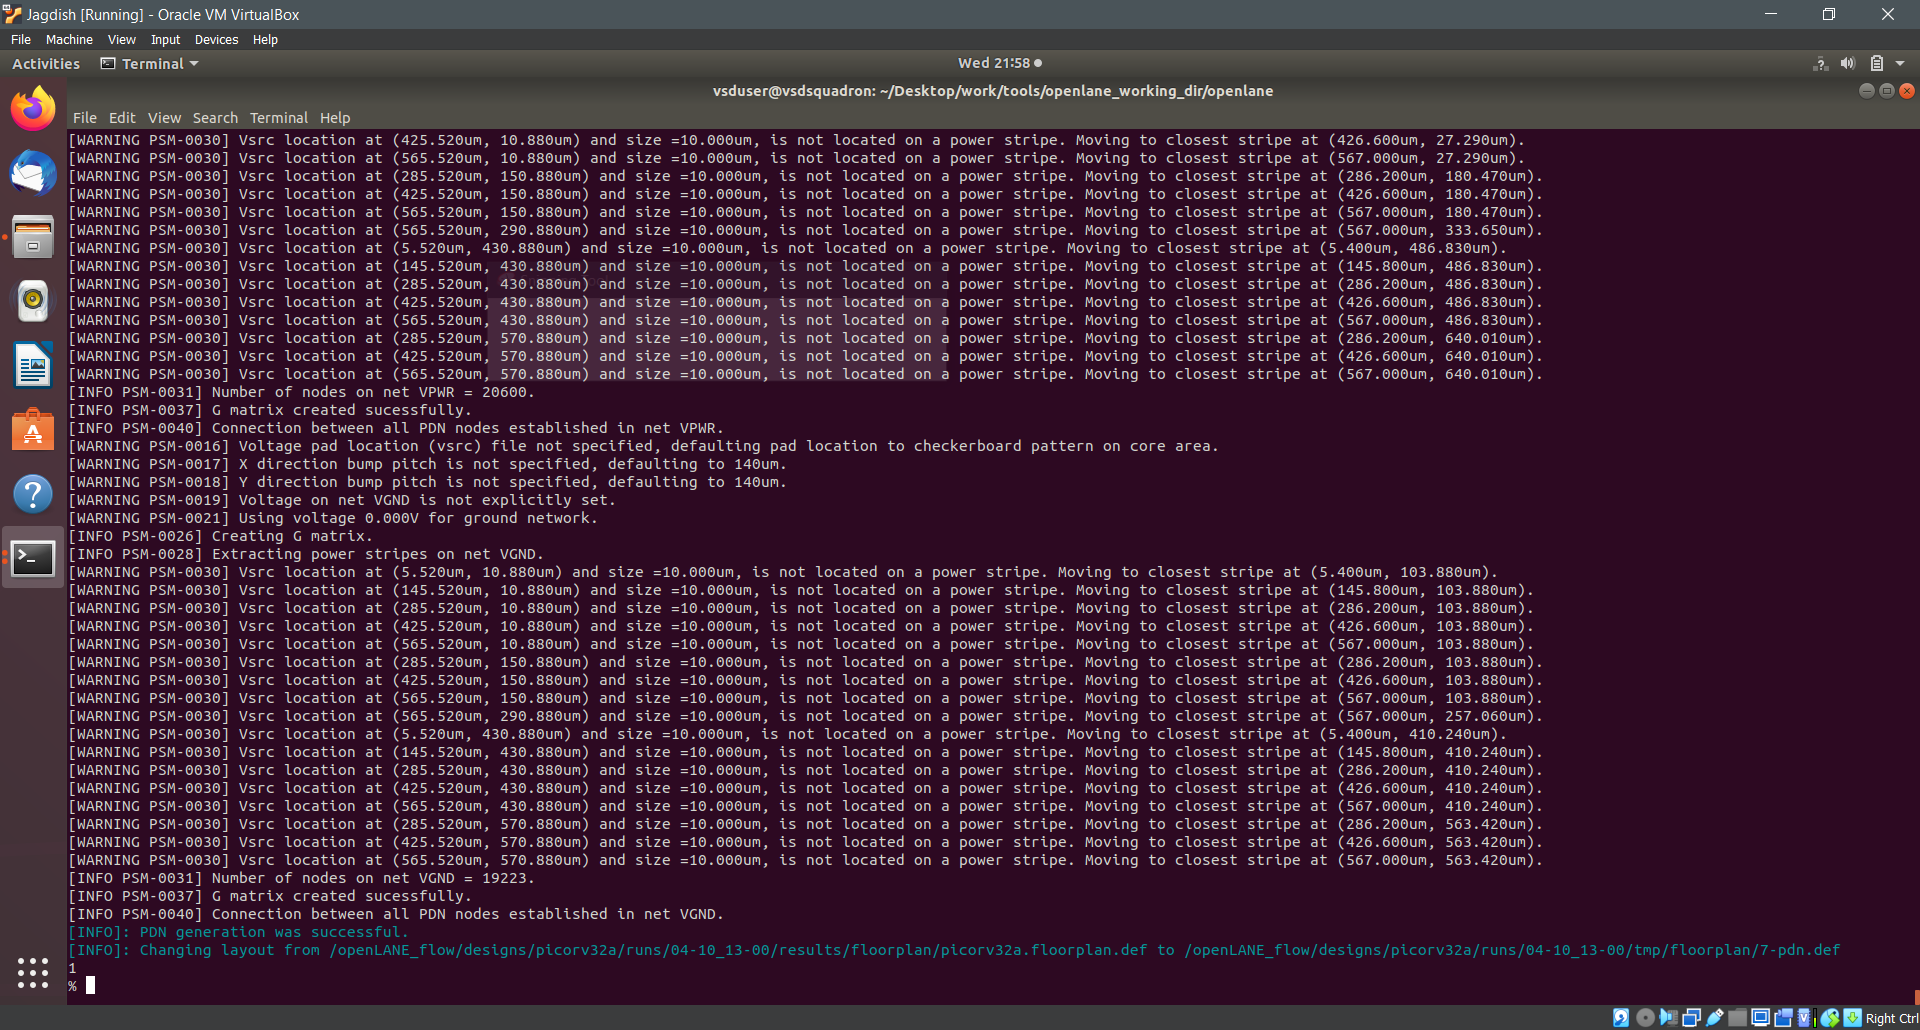 Jagdish [Running] - Oracle VM VirtualBox
File Machine View Input Devices Help
Activities Terminal Wed 21:58
vsduser@vsdsquadron: ~/Desktop/work/tools/openlane_working_dir/openlane
File Edit View Search Terminal Help
[WARNING PSM-0030] Vsrc location at (425.520um, 10.880um) and size =10.000um, is not located on a power stripe. Moving to closest stripe at (426.600um, 27.290um).
[WARNING PSM-0030] Vsrc location at (565.520um, 10.880um) and size =10.000um, is not located on a power stripe. Moving to closest stripe at (567.000um, 27.290um).
[WARNING PSM-0030] Vsrc location at (285.520um, 150.880um) and size =10.000um, is not located on a power stripe. Moving to closest stripe at (286.200um, 180.470um).
[WARNING PSM-0030] Vsrc location at (425.520um, 150.880um) and size =10.000um, is not located on a power stripe. Moving to closest stripe at (426.600um, 180.470um).
[WARNING PSM-0030] Vsrc location at (565.520um, 150.880um) and size =10.000um, is not located on a power stripe. Moving to closest stripe at (567.000um, 180.470um).
[WARNING PSM-0030] Vsrc location at (565.520um, 290.880um) and size =10.000um, is not located on a power stripe. Moving to closest stripe at (567.000um, 333.650um).
[WARNING PSM-0030] Vsrc location at (5.520um, 430.880um) and size =10.000um, is not located on a power stripe. Moving to closest stripe at (5.400um, 486.830um).
[WARNING PSM-0030] Vsrc location at (145.520um, 430.880um) and size =10.000um, is not located on a power stripe. Moving to closest stripe at (145.800um, 486.830um).
[WARNING PSM-0030] Vsrc location at (285.520um, 430.880um) and size =10.000um, is not located on a power stripe. Moving to closest stripe at (286.200um, 486.830um).
[WARNING PSM-0030] Vsrc location at (425.520um, 430.880um) and size =10.000um, is not located on a power stripe. Moving to closest stripe at (426.600um, 486.830um).
[WARNING PSM-0030] Vsrc location at (565.520um, 430.880um) and size =10.000um, is not located on a power stripe. Moving to closest stripe at (567.000um, 486.830um).
[WARNING PSM-0030] Vsrc location at (285.520um, 570.880um) and size =10.000um, is not located on a power stripe. Moving to closest stripe at (286.200um, 640.010um).
[WARNING PSM-0030] Vsrc location at (425.520um, 570.880um) and size =10.000um, is not located on a power stripe. Moving to closest stripe at (426.600um, 640.010um).
[WARNING PSM-0030] Vsrc location at (565.520um, 570.880um) and size =10.000um, is not located on a power stripe. Moving to closest stripe at (567.000um, 640.010um).
[INFO PSM-0031] Number of nodes on net VPWR = 20600.
[INFO PSM-0037] G matrix created sucessfully.
[INFO PSM-0040] Connection between all PDN nodes established in net VPWR.
[WARNING PSM-0016] Voltage pad location (vsrc) file not specified, defaulting pad location to checkerboard pattern on core area.
[WARNING PSM-0017] X direction bump pitch is not specified, defaulting to 140um.
[WARNING PSM-0018] Y direction bump pitch is not specified, defaulting to 140um.
[WARNING PSM-0019] Voltage on net VGND is not explicitly set.
[WARNING PSM-0021] Using voltage 0.000V for ground network.
[INFO PSM-0026] Creating G matrix.
[INFO PSM-0028] Extracting power stripes on net VGND.
[WARNING PSM-0030] Vsrc location at (5.520um, 10.880um) and size =10.000um, is not located on a power stripe. Moving to closest stripe at (5.400um, 103.880um).
[WARNING PSM-0030] Vsrc location at (145.520um, 10.880um) and size =10.000um, is not located on a power stripe. Moving to closest stripe at (145.800um, 103.880um).
[WARNING PSM-0030] Vsrc location at (285.520um, 10.880um) and size =10.000um, is not located on a power stripe. Moving to closest stripe at (286.200um, 103.880um).
[WARNING PSM-0030] Vsrc location at (425.520um, 10.880um) and size =10.000um, is not located on a power stripe. Moving to closest stripe at (426.600um, 103.880um).
[WARNING PSM-0030] Vsrc location at (565.520um, 10.880um) and size =10.000um, is not located on a power stripe. Moving to closest stripe at (567.000um, 103.880um).
[WARNING PSM-0030] Vsrc location at (285.520um, 150.880um) and size =10.000um, is not located on a power stripe. Moving to closest stripe at (286.200um, 103.880um).
[WARNING PSM-0030] Vsrc location at (425.520um, 150.880um) and size =10.000um, is not located on a power stripe. Moving to closest stripe at (426.600um, 103.880um).
[WARNING PSM-0030] Vsrc location at (565.520um, 150.880um) and size =10.000um, is not located on a power stripe. Moving to closest stripe at (567.000um, 103.880um).
[WARNING PSM-0030] Vsrc location at (565.520um, 290.880um) and size =10.000um, is not located on a power stripe. Moving to closest stripe at (567.000um, 257.060um).
[WARNING PSM-0030] Vsrc location at (5.520um, 430.880um) and size =10.000um, is not located on a power stripe. Moving to closest stripe at (5.400um, 410.240um).
[WARNING PSM-0030] Vsrc location at (145.520um, 430.880um) and size =10.000um, is not located on a power stripe. Moving to closest stripe at (145.800um, 410.240um).
[WARNING PSM-0030] Vsrc location at (285.520um, 430.880um) and size =10.000um, is not located on a power stripe. Moving to closest stripe at (286.200um, 410.240um).
[WARNING PSM-0030] Vsrc location at (425.520um, 430.880um) and size =10.000um, is not located on a power stripe. Moving to closest stripe at (426.600um, 410.240um).
[WARNING PSM-0030] Vsrc location at (565.520um, 430.880um) and size =10.000um, is not located on a power stripe. Moving to closest stripe at (567.000um, 410.240um).
[WARNING PSM-0030] Vsrc location at (285.520um, 570.880um) and size =10.000um, is not located on a power stripe. Moving to closest stripe at (286.200um, 563.420um).
[WARNING PSM-0030] Vsrc location at (425.520um, 570.880um) and size =10.000um, is not located on a power stripe. Moving to closest stripe at (426.600um, 563.420um).
[WARNING PSM-0030] Vsrc location at (565.520um, 570.880um) and size =10.000um, is not located on a power stripe. Moving to closest stripe at (567.000um, 563.420um).
[INFO PSM-0031] Number of nodes on net VGND = 19223.
[INFO PSM-0037] G matrix created sucessfully.
[INFO PSM-0040] Connection between all PDN nodes established in net VGND.
[INFO]: PDN generation was successful.
[INFO]: Changing layout from /openLANE_flow/designs/picorv32a/runs/04-10_13-00/results/floorplan/picorv32a.floorplan.def to /openLANE_flow/designs/picorv32a/runs/04-10_13-00/tmp/floorplan/7-pdn.def
1
%
Right Ctrl